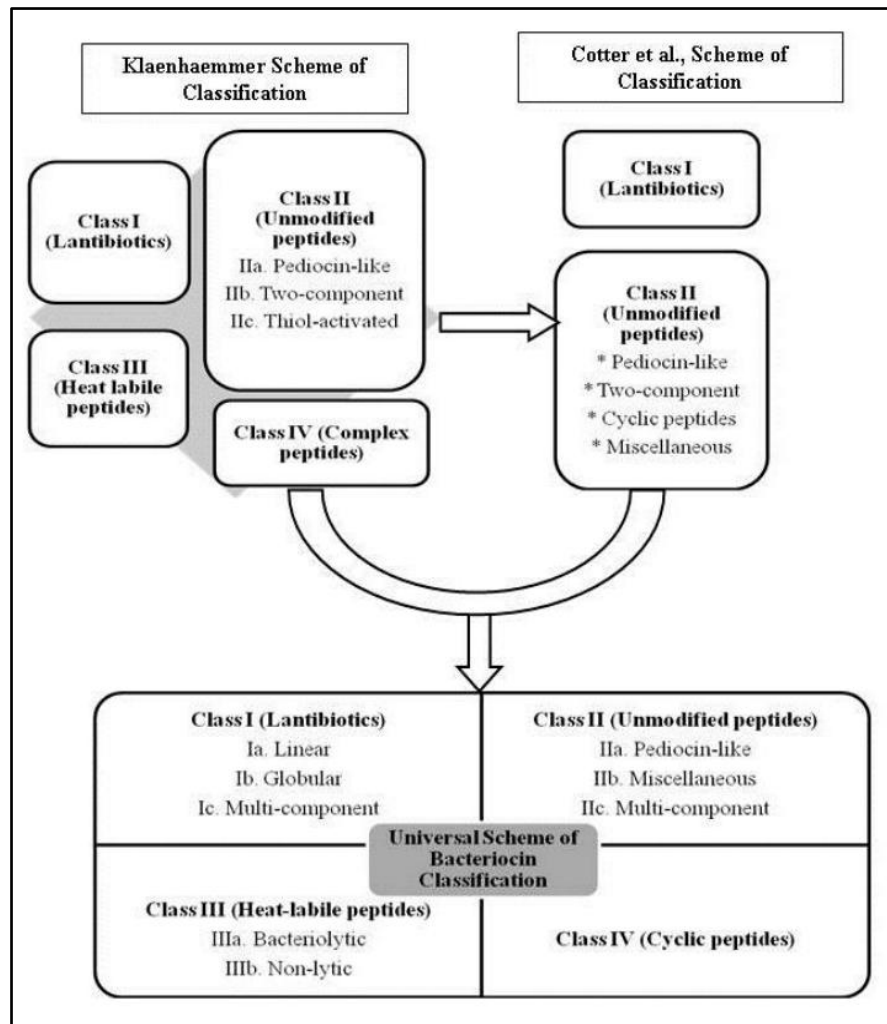 Klaenhaemmer Scheme of
Classification
Cotter et al., Scheme of
Classification
Class I
(Lantibiotics)
Class II
(Unmodified
peptides)
IIa. Pediocin-like
IIb. Two-component
IIc. Thiol-activated
Class III
(Heat labile
peptides)
Class IV (Complex
peptides)
Class I
(Lantibiotics)
Class II
(Unmodified
peptides)
* Pediocin-like
* Two-component
* Cyclic peptides
* Miscellaneous
Class I (Lantibiotics)
Ia. Linear
Ib. Globular
Ic. Multi-component
Class II (Unmodified peptides)
IIa. Pediocin-like
IIb. Miscellaneous
IIc. Multi-component
Universal Scheme of
Bacteriocin
Classification
Class III (Heat-labile peptides)
IIIa. Bacteriolytic
IIIb. Non-lytic
Class IV (Cyclic peptides)